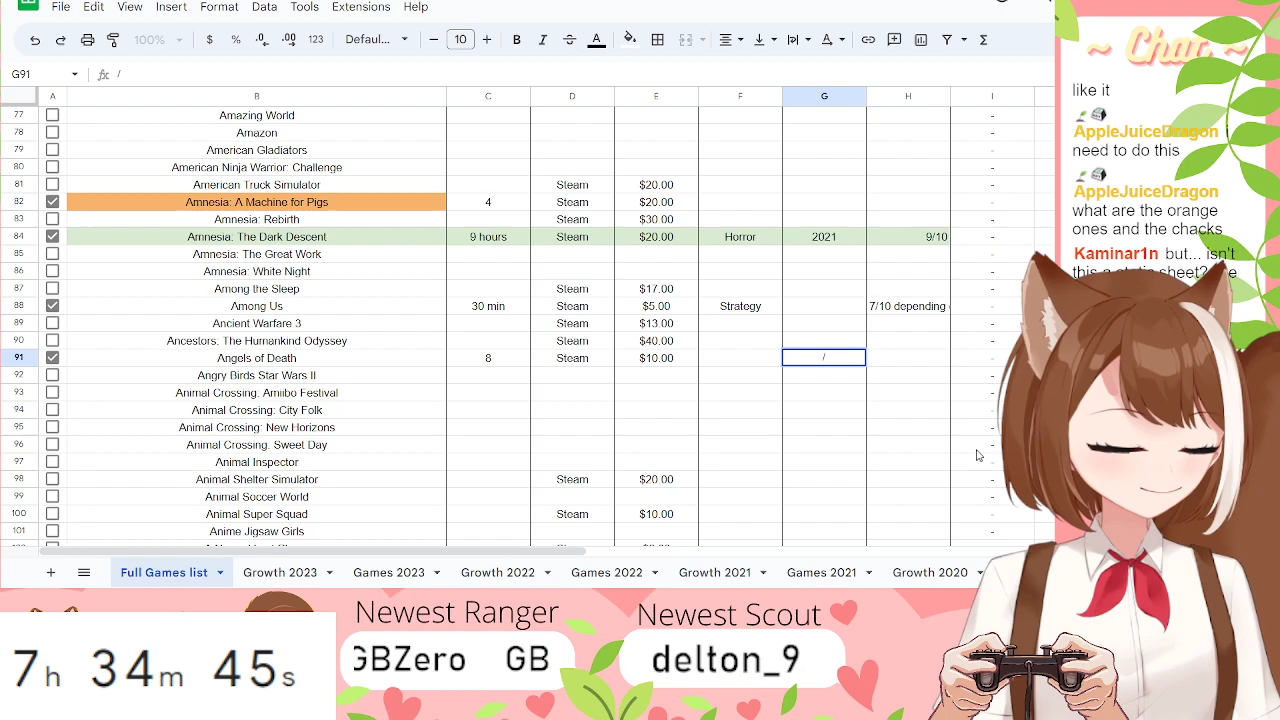 File Edit View Insert Format Data Tools Extensions Help
100% $ % .0 .00 123 Defaul... − 10 + B I A Σ
G91 fx /
A B C D E F G H I
77 Amazing World -
78 Amazon -
79 American Gladiators -
80 American Ninja Warrior: Challenge -
81 American Truck Simulator Steam $20.00 -
82 Amnesia: A Machine for Pigs 4 Steam $20.00 -
83 Amnesia: Rebirth Steam $30.00 -
84 Amnesia: The Dark Descent 9 hours Steam $20.00 Horror 2021 9/10 -
85 Amnesia: The Great Work -
86 Amnesia: White Night -
87 Among the Sleep Steam $17.00 -
88 Among Us 30 min Steam $5.00 Strategy 7/10 depending -
89 Ancient Warfare 3 Steam $13.00 -
90 Ancestors: The Humankind Odyssey Steam $40.00 -
91 Angels of Death 8 Steam $10.00 / -
92 Angry Birds Star Wars II -
93 Animal Crossing: Amiibo Festival -
94 Animal Crossing: City Folk -
95 Animal Crossing: New Horizons -
96 Animal Crossing: Sweet Day -
97 Animal Inspector -
98 Animal Shelter Simulator Steam $20.00
99 Animal Soccer World
100 Animal Super Squad Steam $10.00
101 Anime Jigsaw Girls
+ Full Games list Growth 2023 Games 2023 Growth 2022 Games 2022 Growth 2021 Games 2021 Growth 2020
~ Chat ~
like it
AppleJuiceDragon i
need to do this
AppleJuiceDragon
what are the orange
ones and the chacks
Kaminar1n but... isn't
this a static sheet?
7h 34m 45s
Newest Ranger
GBZero GB
Newest Scout
delton_9